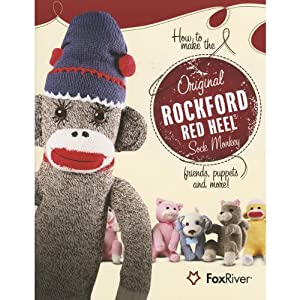 How to
make the
Original
ROCKFORD
RED HEEL®
Sock Monkey
friends, puppets
and more!
FoxRiver®